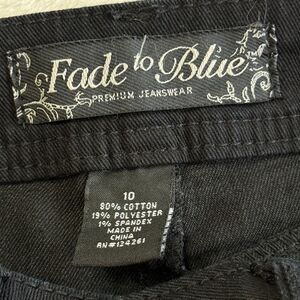 Fade to Blue
PREMIUM JEANSWEAR
10
80% COTTON
19% POLYESTER
1% SPANDEX
MADE IN
CHINA
RN#124261